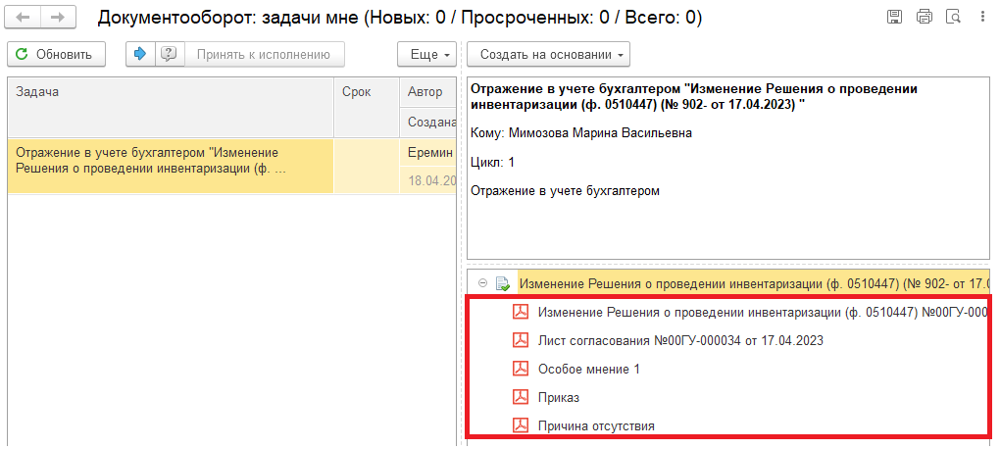 Документооборот: задачи мне (Новых: 0 / Просроченных: 0 / Всего: 0)
Обновить
Принять к исполнению
Еще
Создать на основании
Задача
Срок
Автор
Создана
Отражение в учете бухгалтером "Изменение
Решения о проведении инвентаризации (ф. ...
Еремин
18.04.20
Отражение в учете бухгалтером "Изменение Решения о проведении
инвентаризации (ф. 0510447) (№ 902- от 17.04.2023) "
Кому: Мимозова Марина Васильевна
Цикл: 1
Отражение в учете бухгалтером
Изменение Решения о проведении инвентаризации (ф. 0510447) (№ 902- от 17.0
Изменение Решения о проведении инвентаризации (ф. 0510447) №00ГУ-000
Лист согласования №00ГУ-000034 от 17.04.2023
Особое мнение 1
Приказ
Причина отсутствия